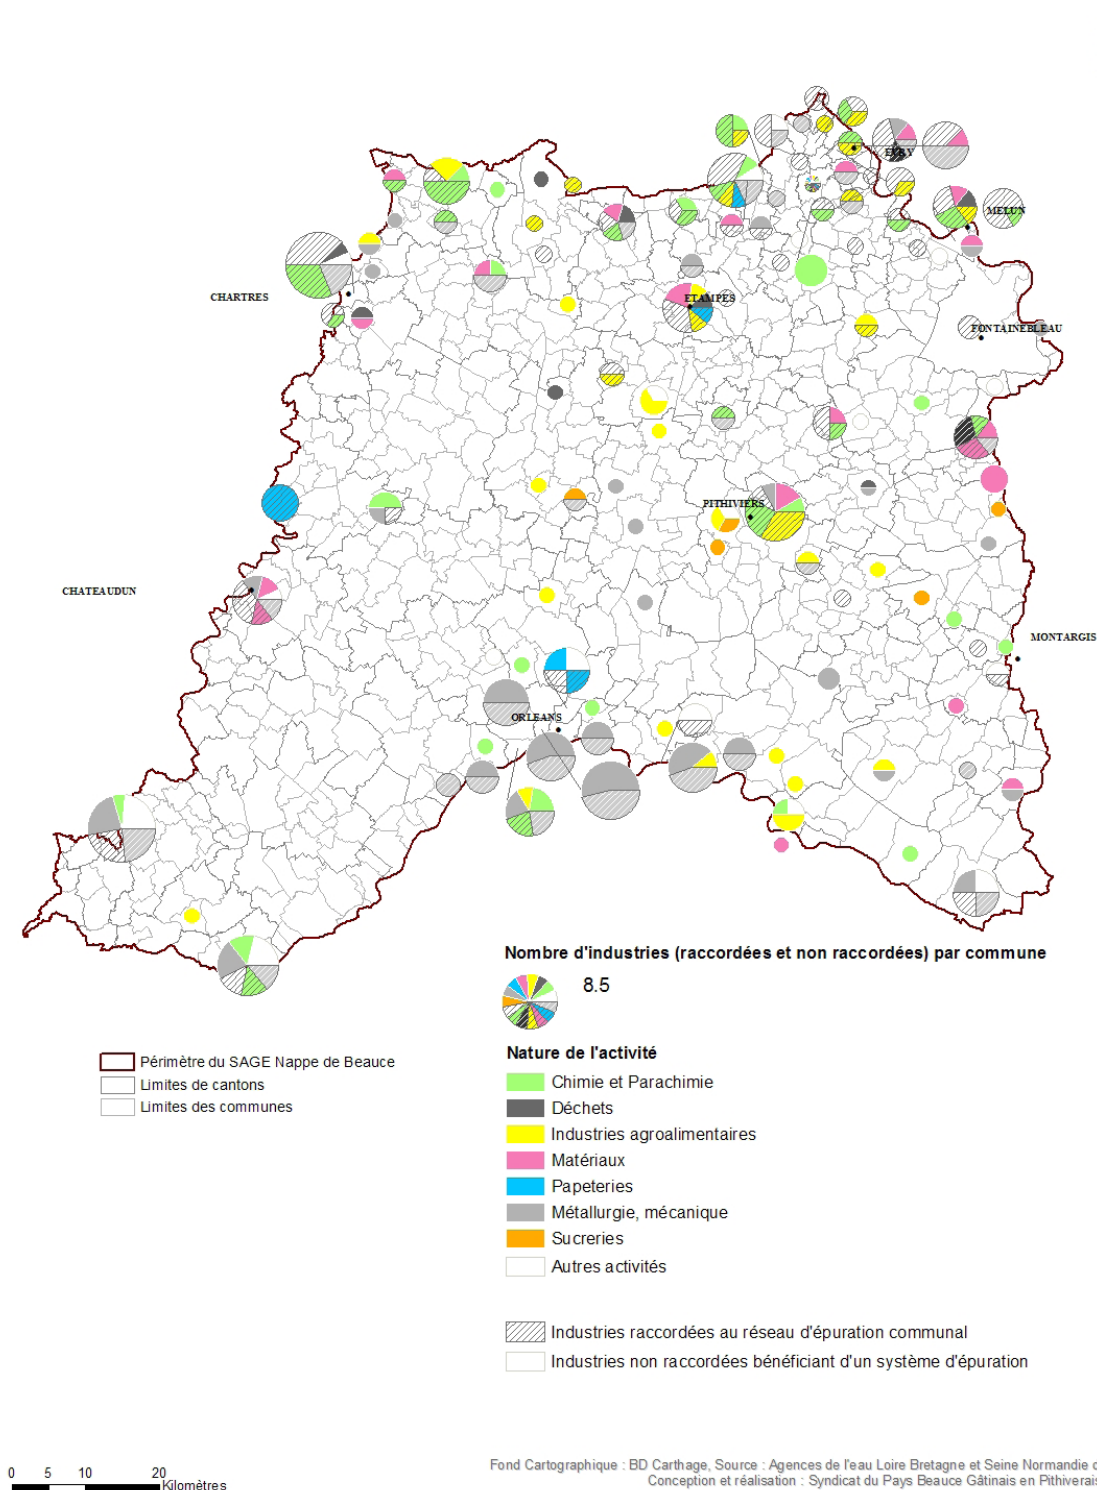 EVRY
MELUN
CHARTRES
ETAMPES
FONTAINEBLEAU
PITHIVIERS
CHATEAUDUN
MONTARGIS
ORLEANS
Nombre d'industries (raccordées et non raccordées) par commune
8.5
Périmètre du SAGE Nappe de Beauce
Limites de cantons
Limites des communes
Nature de l'activité
Chimie et Parachimie
Déchets
Industries agroalimentaires
Matériaux
Papeteries
Métallurgie, mécanique
Sucreries
Autres activités
Industries raccordées au réseau d'épuration communal
Industries non raccordées bénéficiant d'un système d'épuration
0 5 10 20
Kilomètres
Fond Cartographique : BD Carthage, Source : Agences de l'eau Loire Bretagne et Seine Normandie
Conception et réalisation : Syndicat du Pays Beauce Gâtinais en Pithiverais